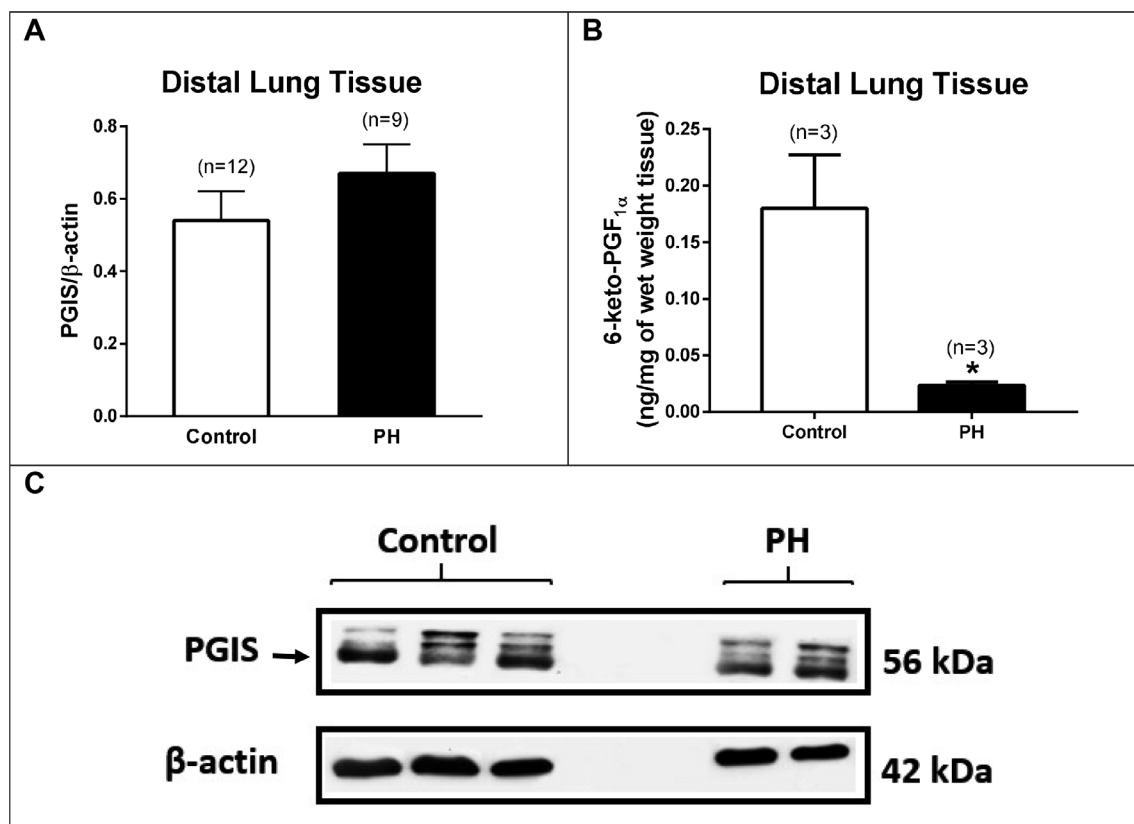 A
Distal Lung Tissue
PGIS/β-actin
0.8
0.6
0.4
0.2
0.0
(n=12)
(n=9)
Control
PH
B
Distal Lung Tissue
6-keto-PGF1α
(ng/mg of wet weight tissue)
0.25
0.20
0.15
0.10
0.05
0.00
(n=3)
(n=3)
*
Control
PH
C
Control
PH
PGIS
56 kDa
β-actin
42 kDa